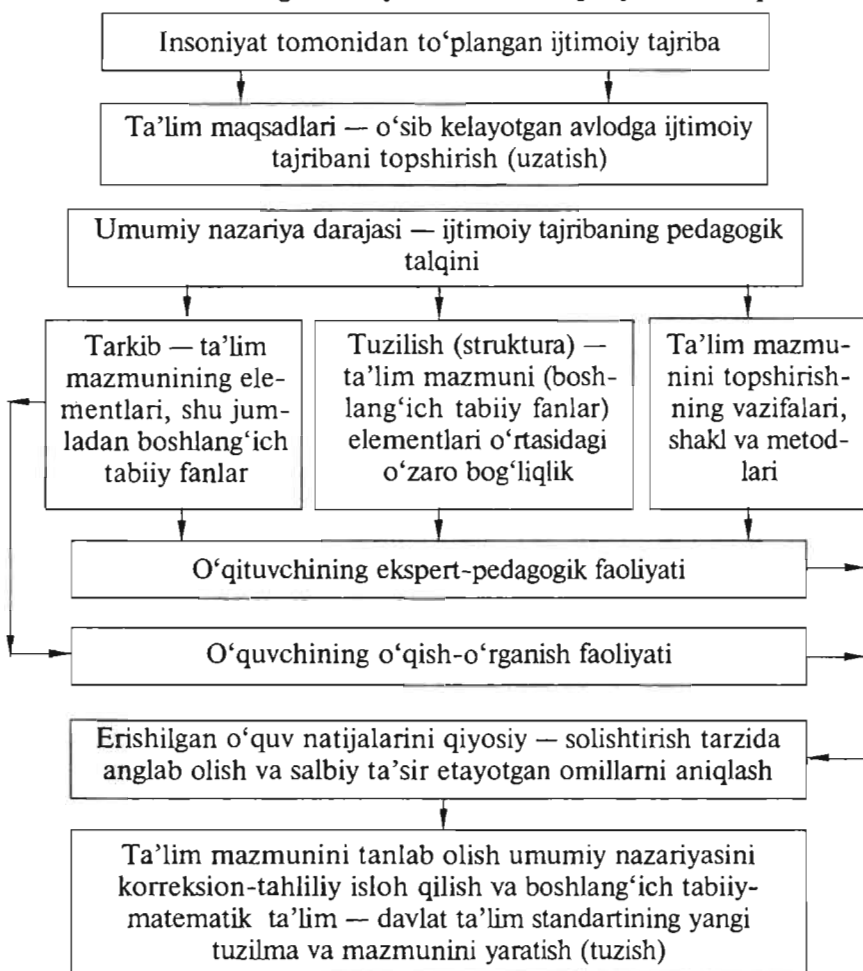 Insoniyat tomonidan to‘plangan ijtimoiy tajriba
Ta’lim maqsadlari — o‘sib kelayotgan avlodga ijtimoiy
tajribani topshirish (uzatish)
Umumiy nazariya darajasi — ijtimoiy tajribaning pedagogik
talqini
Tarkib — ta’lim
mazmunining ele-
mentlari, shu jum-
ladan boshlang‘ich
tabiiy fanlar
Tuzilish (struktura) —
ta’lim mazmuni (bosh-
lang‘ich tabiiy fanlar)
elementlari o‘rtasidagi
o‘zaro bog‘liqlik
Ta’lim mazmu-
nini topshirish-
ning vazifalari,
shakl va metod-
lari
O‘qituvchining ekspert-pedagogik faoliyati
O‘quvchining o‘qish-o‘rganish faoliyati
Erishilgan o‘quv natijalarini qiyosiy — solishtirish tarzida
anglab olish va salbiy ta’sir etayotgan omillarni aniqlash
Ta’lim mazmunini tanlab olish umumiy nazariyasini
korreksion-tahliliy isloh qilish va boshlang‘ich tabiiy-
matematik ta’lim — davlat ta’lim standartining yangi
tuzilma va mazmunini yaratish (tuzish)